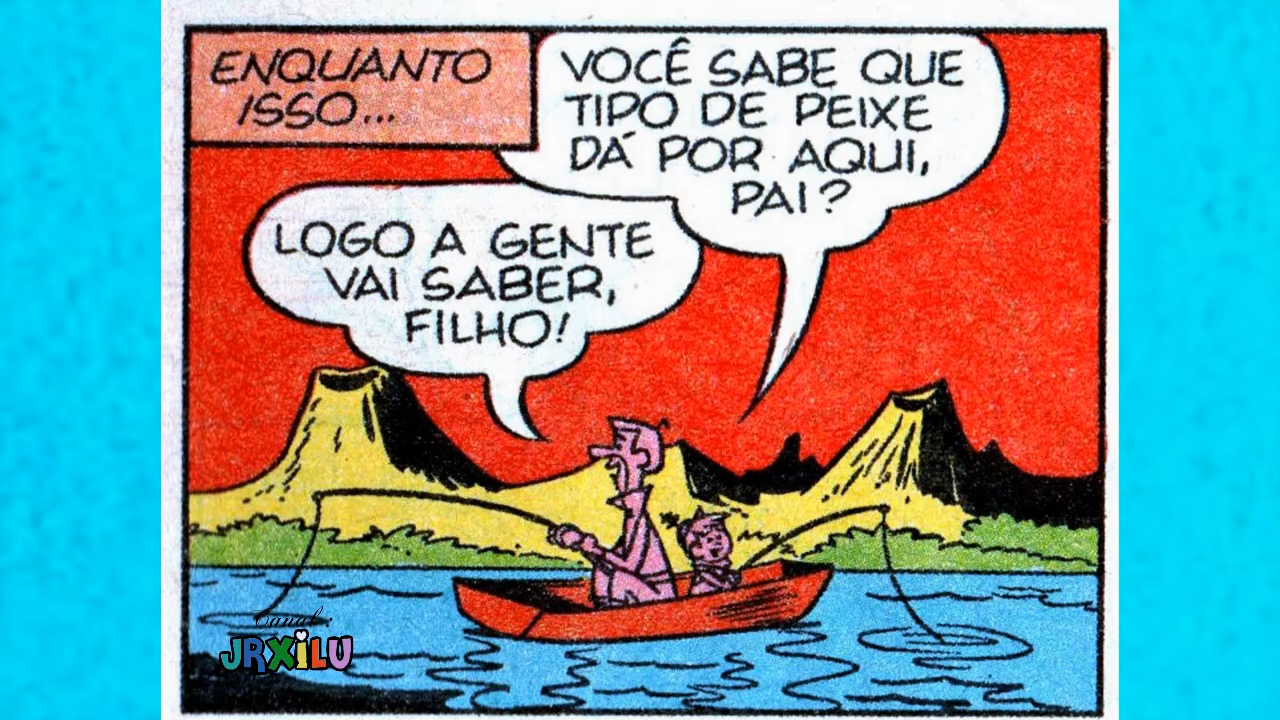 ENQUANTO
ISSO...
VOCÊ SABE QUE
TIPO DE PEIXE
DÁ POR AQUI,
PAI?
LOGO A GENTE
VAI SABER,
FILHO!
Canal:
JRXILU